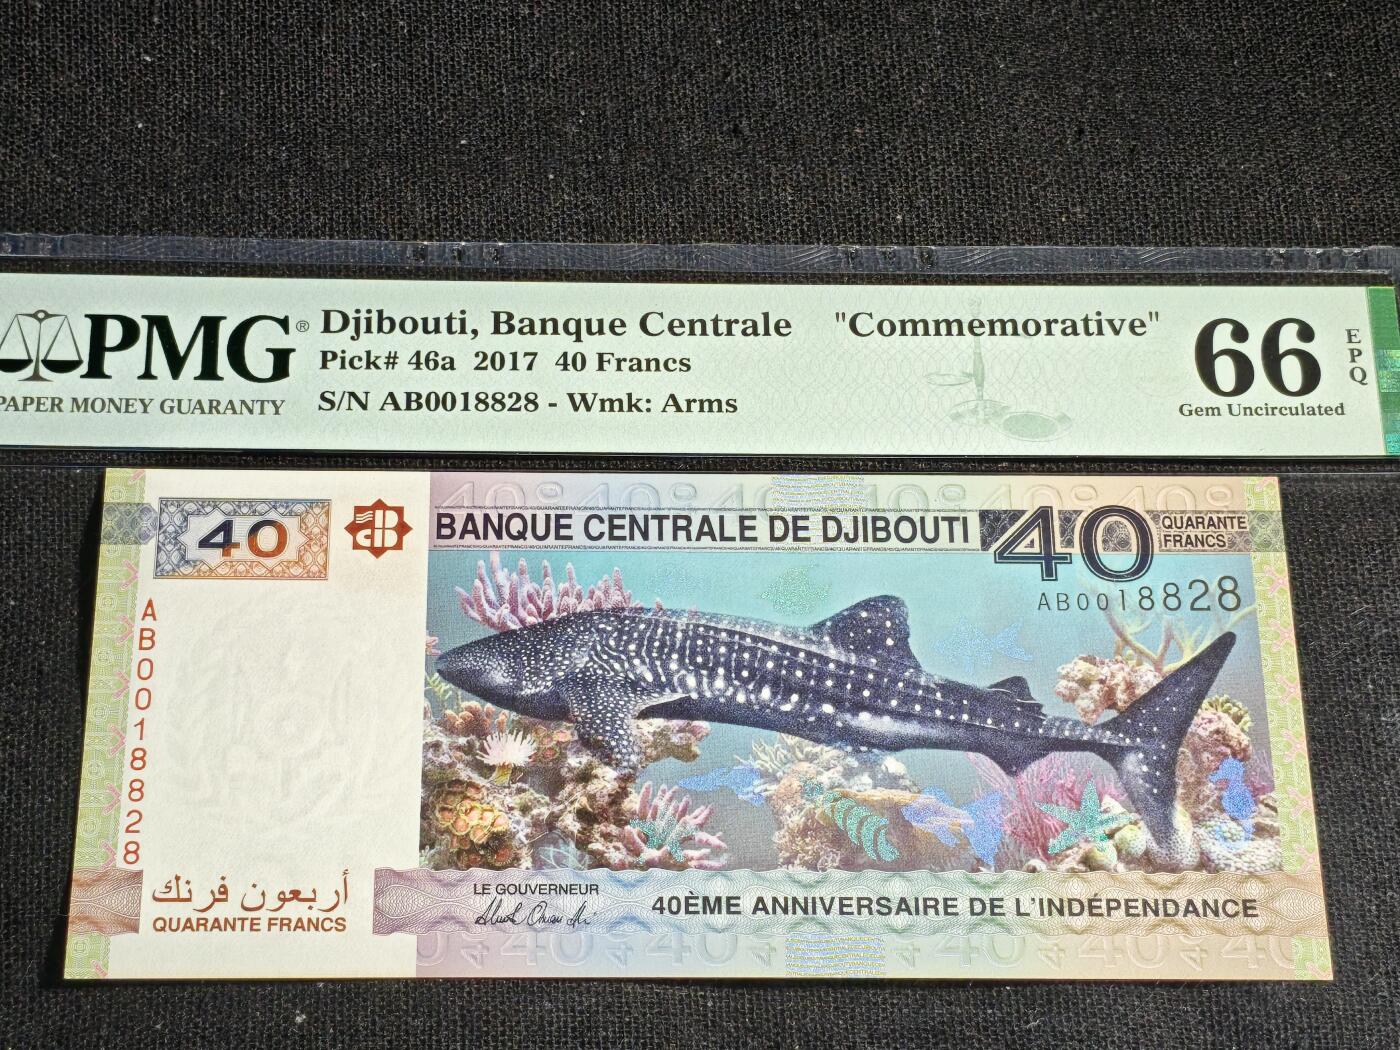 PMG®
PAPER MONEY GUARANTY
Djibouti, Banque Centrale "Commemorative"
Pick# 46a 2017 40 Francs
S/N AB0018828 - Wmk: Arms
66
EPQ
Gem Uncirculated
40
BANQUE CENTRALE DE DJIBOUTI
40
QUARANTE
FRANCS
AB0018828
AB0018828
أربعون فرنك
QUARANTE FRANCS
LE GOUVERNEUR
40ÈME ANNIVERSAIRE DE L'INDÉPENDANCE